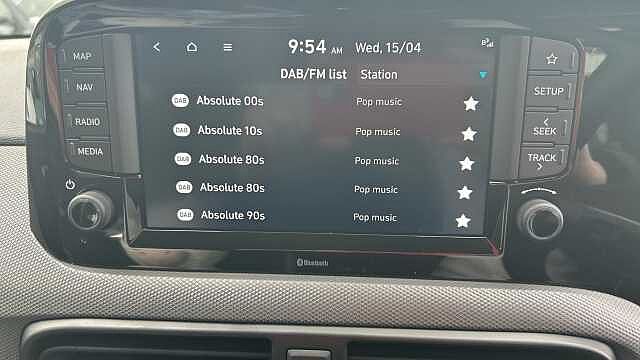 MAP
NAV
RADIO
MEDIA
9:54 AM Wed, 15/04
DAB/FM list Station
DAB Absolute 00s Pop music
DAB Absolute 10s Pop music
DAB Absolute 80s Pop music
DAB Absolute 80s Pop music
DAB Absolute 90s Pop music
SETUP
SEEK
TRACK
Bluetooth